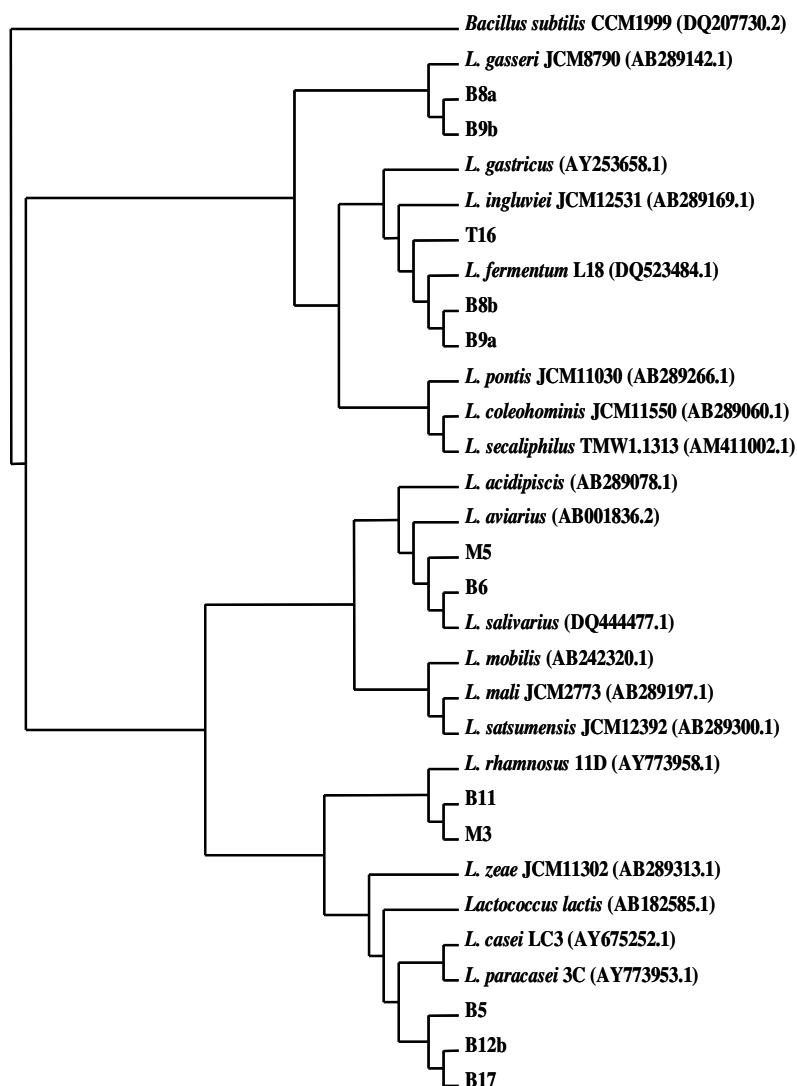 Bacillus subtilis CCM1999 (DQ207730.2)
L. gasseri JCM8790 (AB289142.1)
B8a
B9b
L. gastricus (AY253658.1)
L. ingluviei JCM12531 (AB289169.1)
T16
L. fermentum L18 (DQ523484.1)
B8b
B9a
L. pontis JCM11030 (AB289266.1)
L. coleohominis JCM11550 (AB289060.1)
L. secaliphilus TMW1.1313 (AM411002.1)
L. acidipiscis (AB289078.1)
L. aviarius (AB001836.2)
M5
B6
L. salivarius (DQ444477.1)
L. mobilis (AB242320.1)
L. mali JCM2773 (AB289197.1)
L. satsumensis JCM12392 (AB289300.1)
L. rhamnosus 11D (AY773958.1)
B11
M3
L. zeae JCM11302 (AB289313.1)
Lactococcus lactis (AB182585.1)
L. casei LC3 (AY675252.1)
L. paracasei 3C (AY773953.1)
B5
B12b
B17